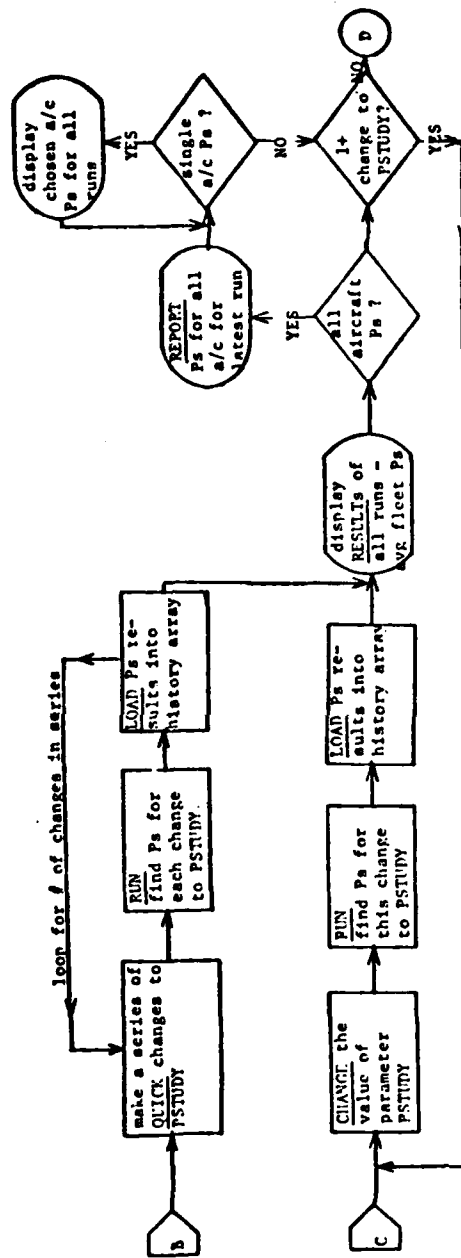 B
make a series of
QUICK changes to
PSTUDY
RUN
find Ps for
each change
to PSTUDY.
LOAD Ps re-
sults into
history array
loop for # of changes in series
C
CHANGE the
value of
parameter
PSTUDY
RUN
find Ps for
this change
to PSTUDY
LOAD Ps re-
sults into
history array
display
RESULTs of
all runs -
avg fleet Ps
all
aircraft
Ps ?
YES
REPORT
Ps for all
a/c for
latest run
single
a/c Ps ?
YES
display
chosen a/c
Ps for all
runs
NO
1+
change to
PSTUDY?
NO
D
YES